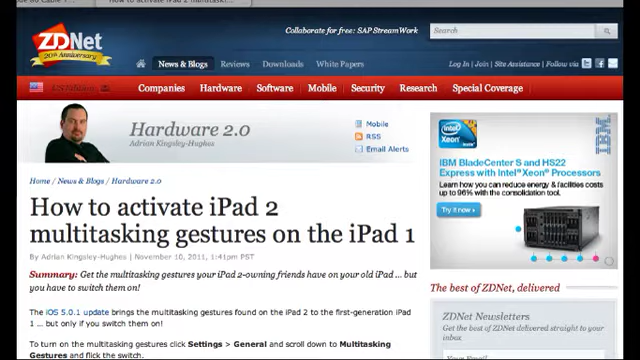 How to activate iPad 2 multitaski...
Collaborate for free: SAP StreamWork
Search
ZDNet
20th Anniversary
News & Blogs
Reviews
Downloads
White Papers
Log In | Join | Site Assistance | Follow via
US Edition
Companies
Hardware
Software
Mobile
Security
Research
Special Coverage
Hardware 2.0
Adrian Kingsley-Hughes
Mobile
RSS
Email Alerts
Home / News & Blogs / Hardware 2.0
How to activate iPad 2
multitasking gestures on the iPad 1
By Adrian Kingsley-Hughes | November 10, 2011, 1:41pm PST
Summary: Get the multitasking gestures your iPad 2-owning friends have on your old iPad ... but
you have to switch them on!
The iOS 5.0.1 update brings the multitasking gestures found on the iPad 2 to the first-generation iPad
1 ... but only if you switch them on!
To turn on the multitasking gestures click Settings > General and scroll down to Multitasking
Gestures and flick the switch.
intel
Xeon
inside
IBM
IBM BladeCenter S and HS22
Express with Intel® Xeon® Processors
Learn how you can reduce energy & facilities costs
up to 96% with the consolidation tool.
Try it now ›
The best of ZDNet, delivered
ZDNet Newsletters
Get the best of ZDNet delivered straight to your
inbox